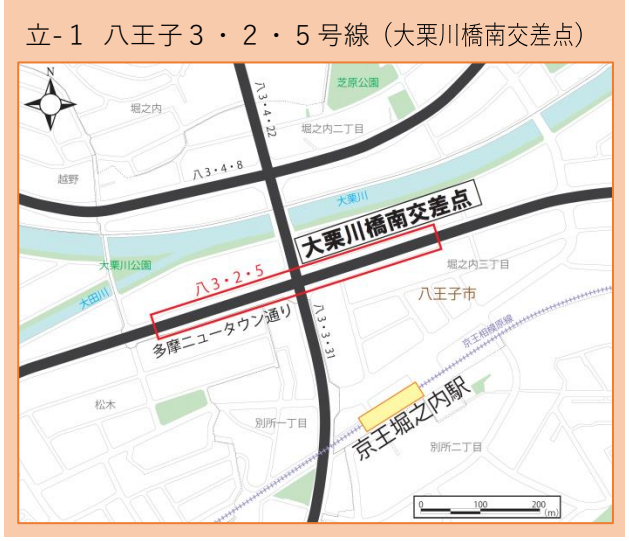 立-１ 八王子３・２・５号線（大栗川橋南交差点）
N
芝原公園
堀之内
八３・４・２２
堀之内二丁目
八３・４・８
越野
大栗川
大栗川橋南交差点
大栗川公園
八３・２・５
堀之内三丁目
大田川
八王子市
多摩ニュータウン通り
八３・３・３１
京王相模原線
松木
京王堀之内駅
別所一丁目
別所二丁目
0 100 200
(m)